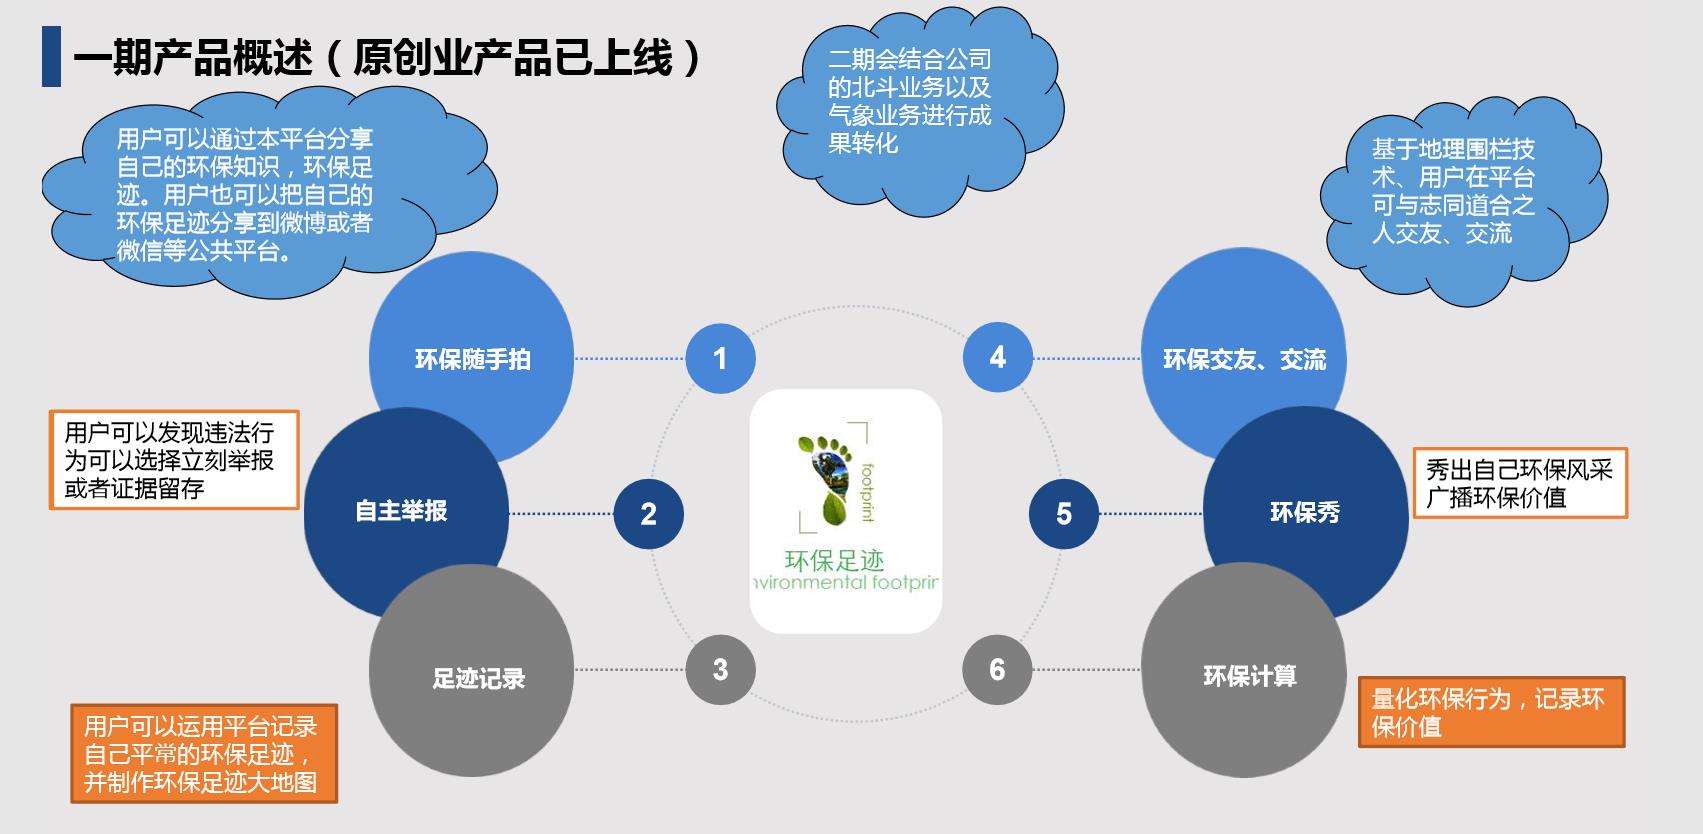 一期产品概述（原创业产品已上线）
二期会结合公司
的北斗业务以及
气象业务进行成
果转化
用户可以通过本平台分享
自己的环保知识，环保足
迹。用户也可以把自己的
环保足迹分享到微博或者
微信等公共平台。
基于地理围栏技
术、用户在平台
可与志同道合之
人交友、交流
环保随手拍
1
4
环保交友、交流
用户可以发现违法行
为可以选择立刻举报
或者证据留存
自主举报
2
footprint
环保足迹
nvironmental footprin
5
环保秀
秀出自己环保风采
广播环保价值
足迹记录
3
6
环保计算
用户可以运用平台记录
自己平常的环保足迹，
并制作环保足迹大地图
量化环保行为，记录环
保价值